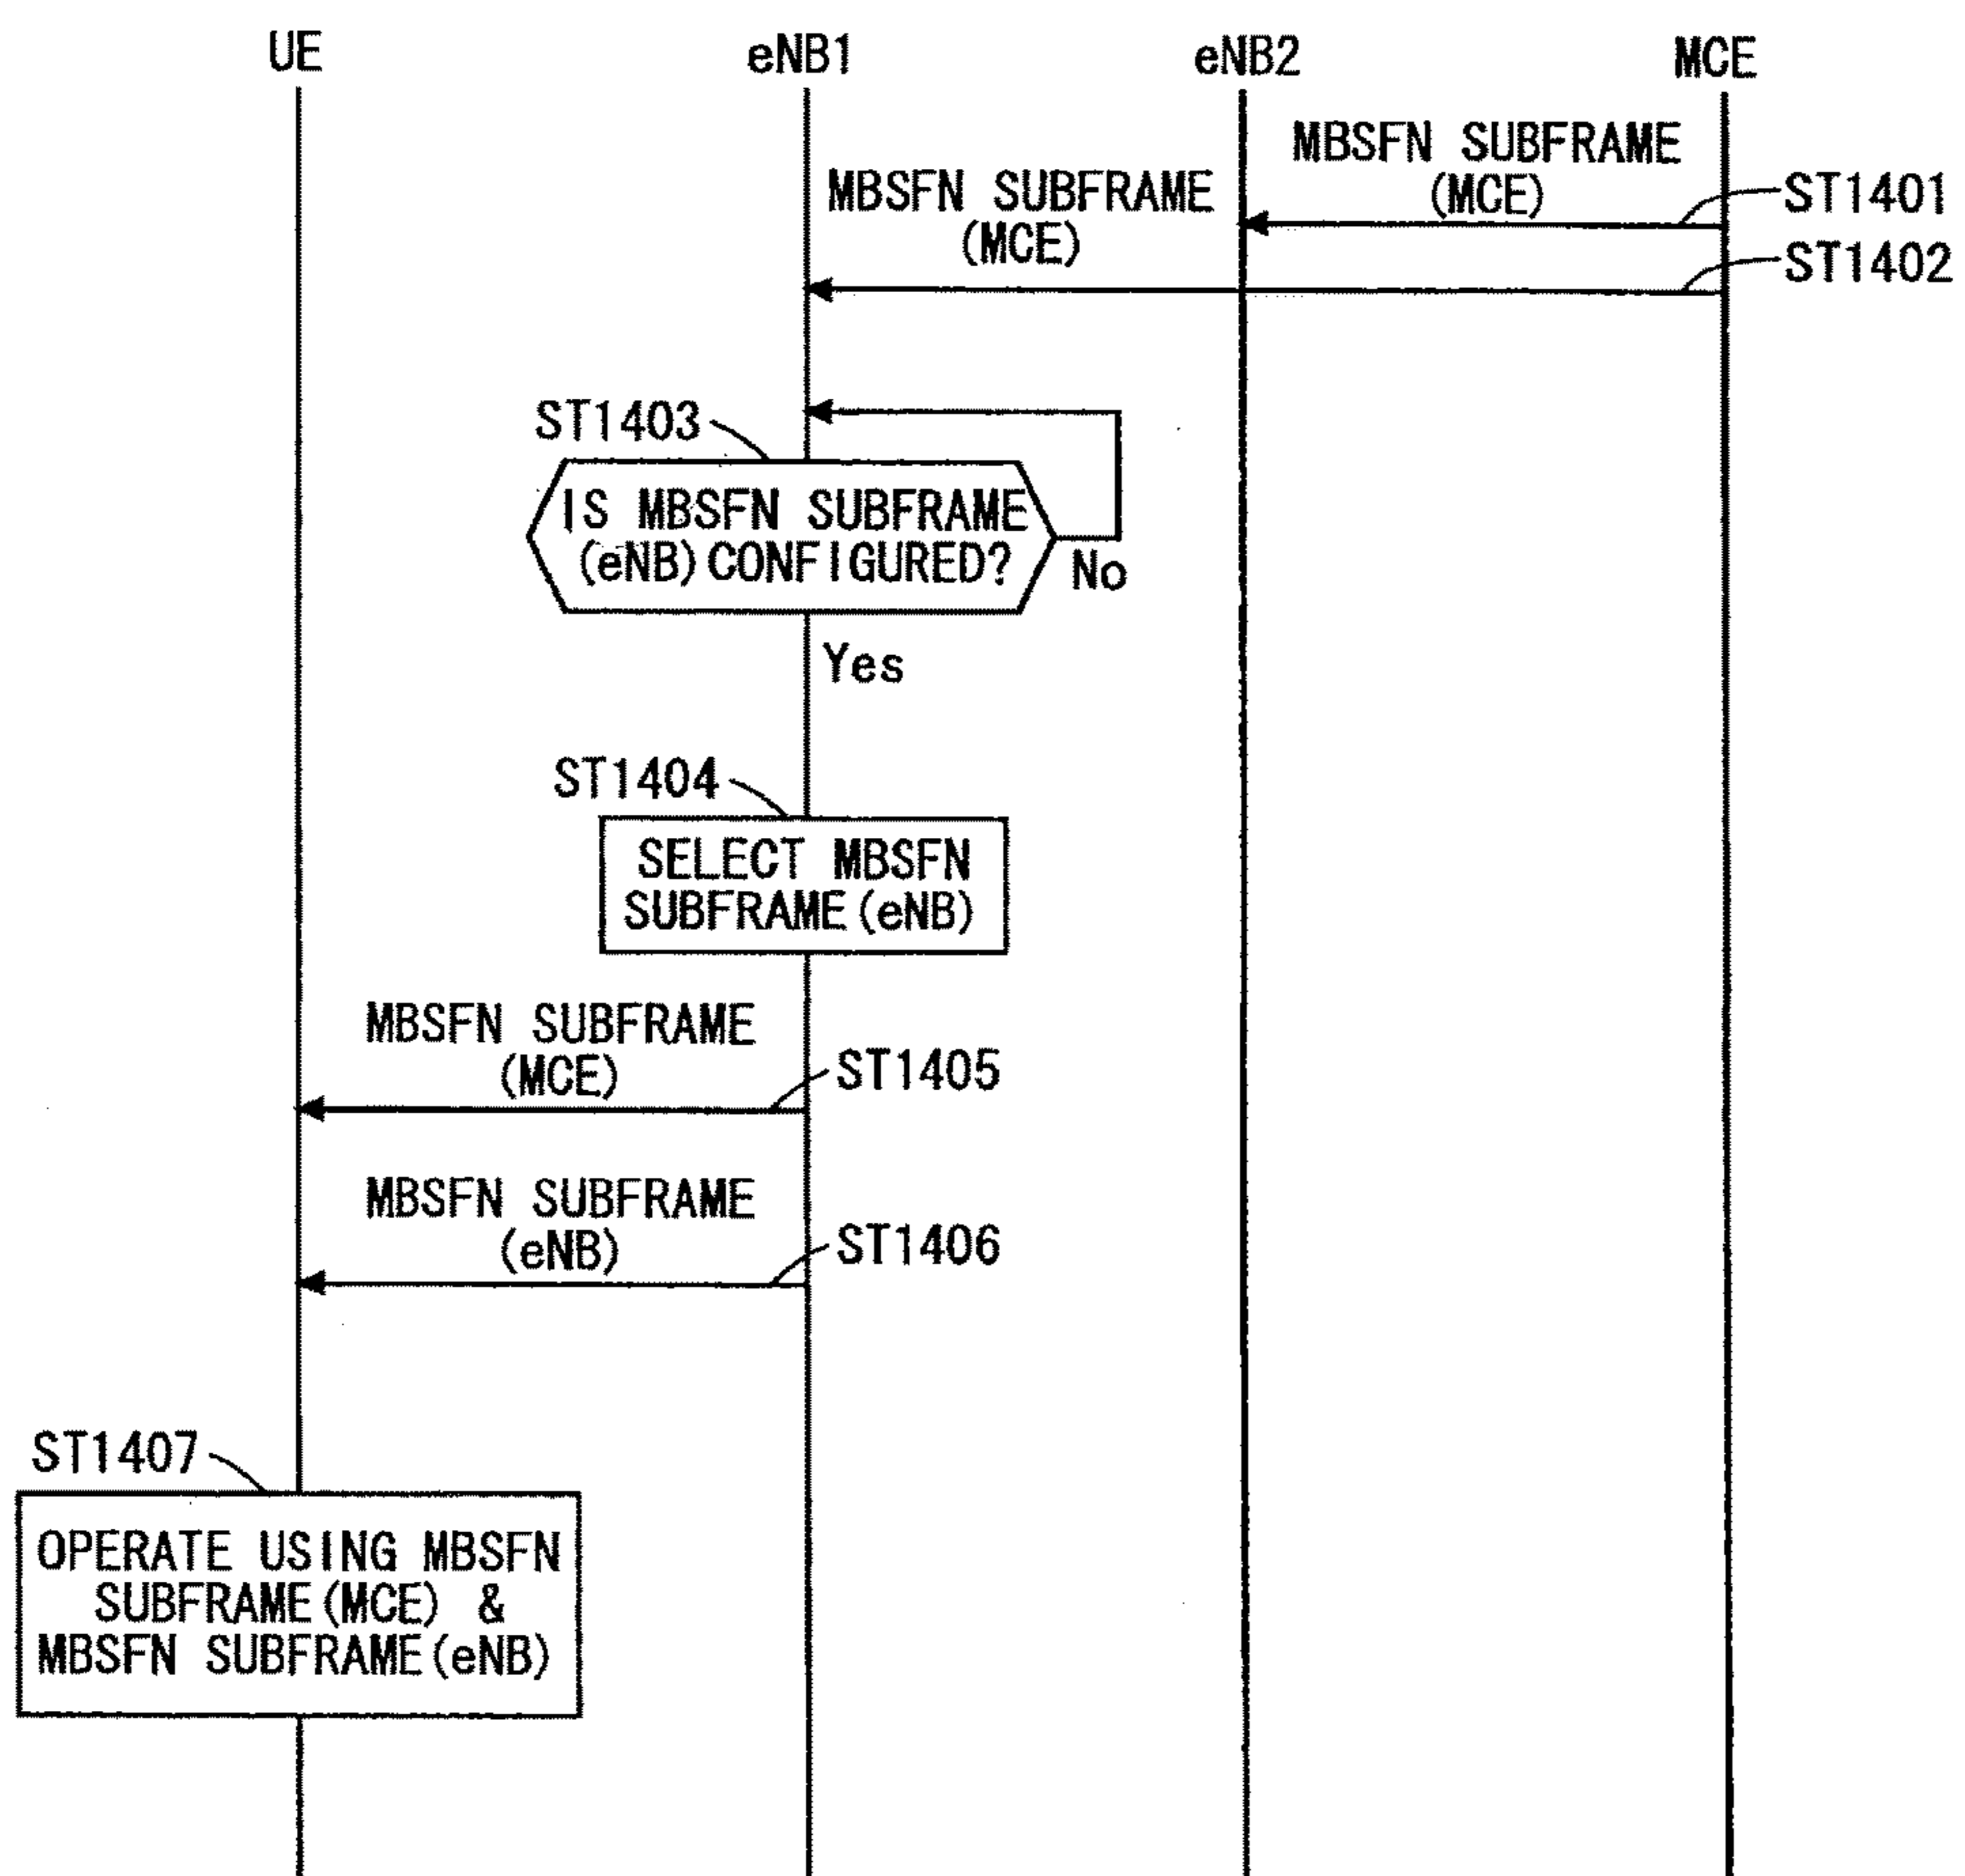 UE
eNB1
eNB2
MCE
MBSFN SUBFRAME
(MCE)
ST1401
MBSFN SUBFRAME
(MCE)
ST1402
ST1403
IS MBSFN SUBFRAME
(eNB) CONFIGURED?
No
Yes
ST1404
SELECT MBSFN
SUBFRAME (eNB)
MBSFN SUBFRAME
(MCE)
ST1405
MBSFN SUBFRAME
(eNB)
ST1406
ST1407
OPERATE USING MBSFN
SUBFRAME (MCE) &
MBSFN SUBFRAME (eNB)